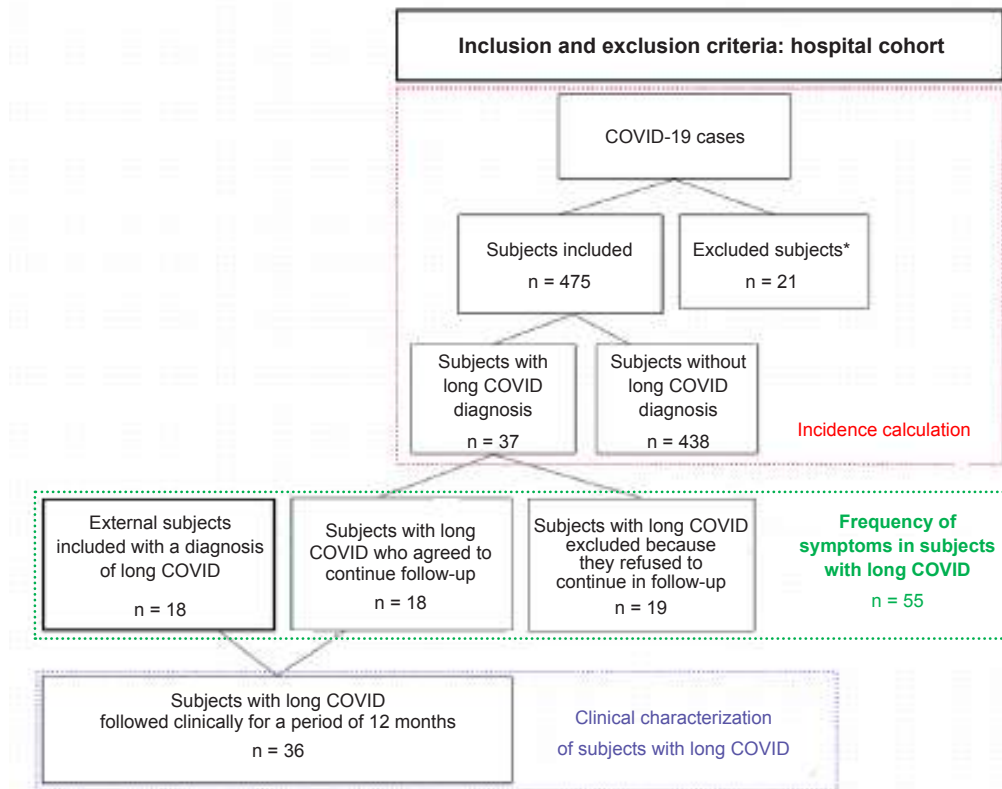 Inclusion and exclusion criteria: hospital cohort
COVID-19 cases
Subjects included
n = 475
Excluded subjects*
n = 21
Subjects with
long COVID
diagnosis
n = 37
Subjects without
long COVID
diagnosis
n = 438
Incidence calculation
External subjects
included with a diagnosis
of long COVID
n = 18
Subjects with long
COVID who agreed to
continue follow-up
n = 18
Subjects with long COVID
excluded because
they refused to
continue in follow-up
n = 19
Frequency of
symptoms in subjects
with long COVID
n = 55
Subjects with long COVID
followed clinically for a period of 12 months
n = 36
Clinical characterization
of subjects with long COVID